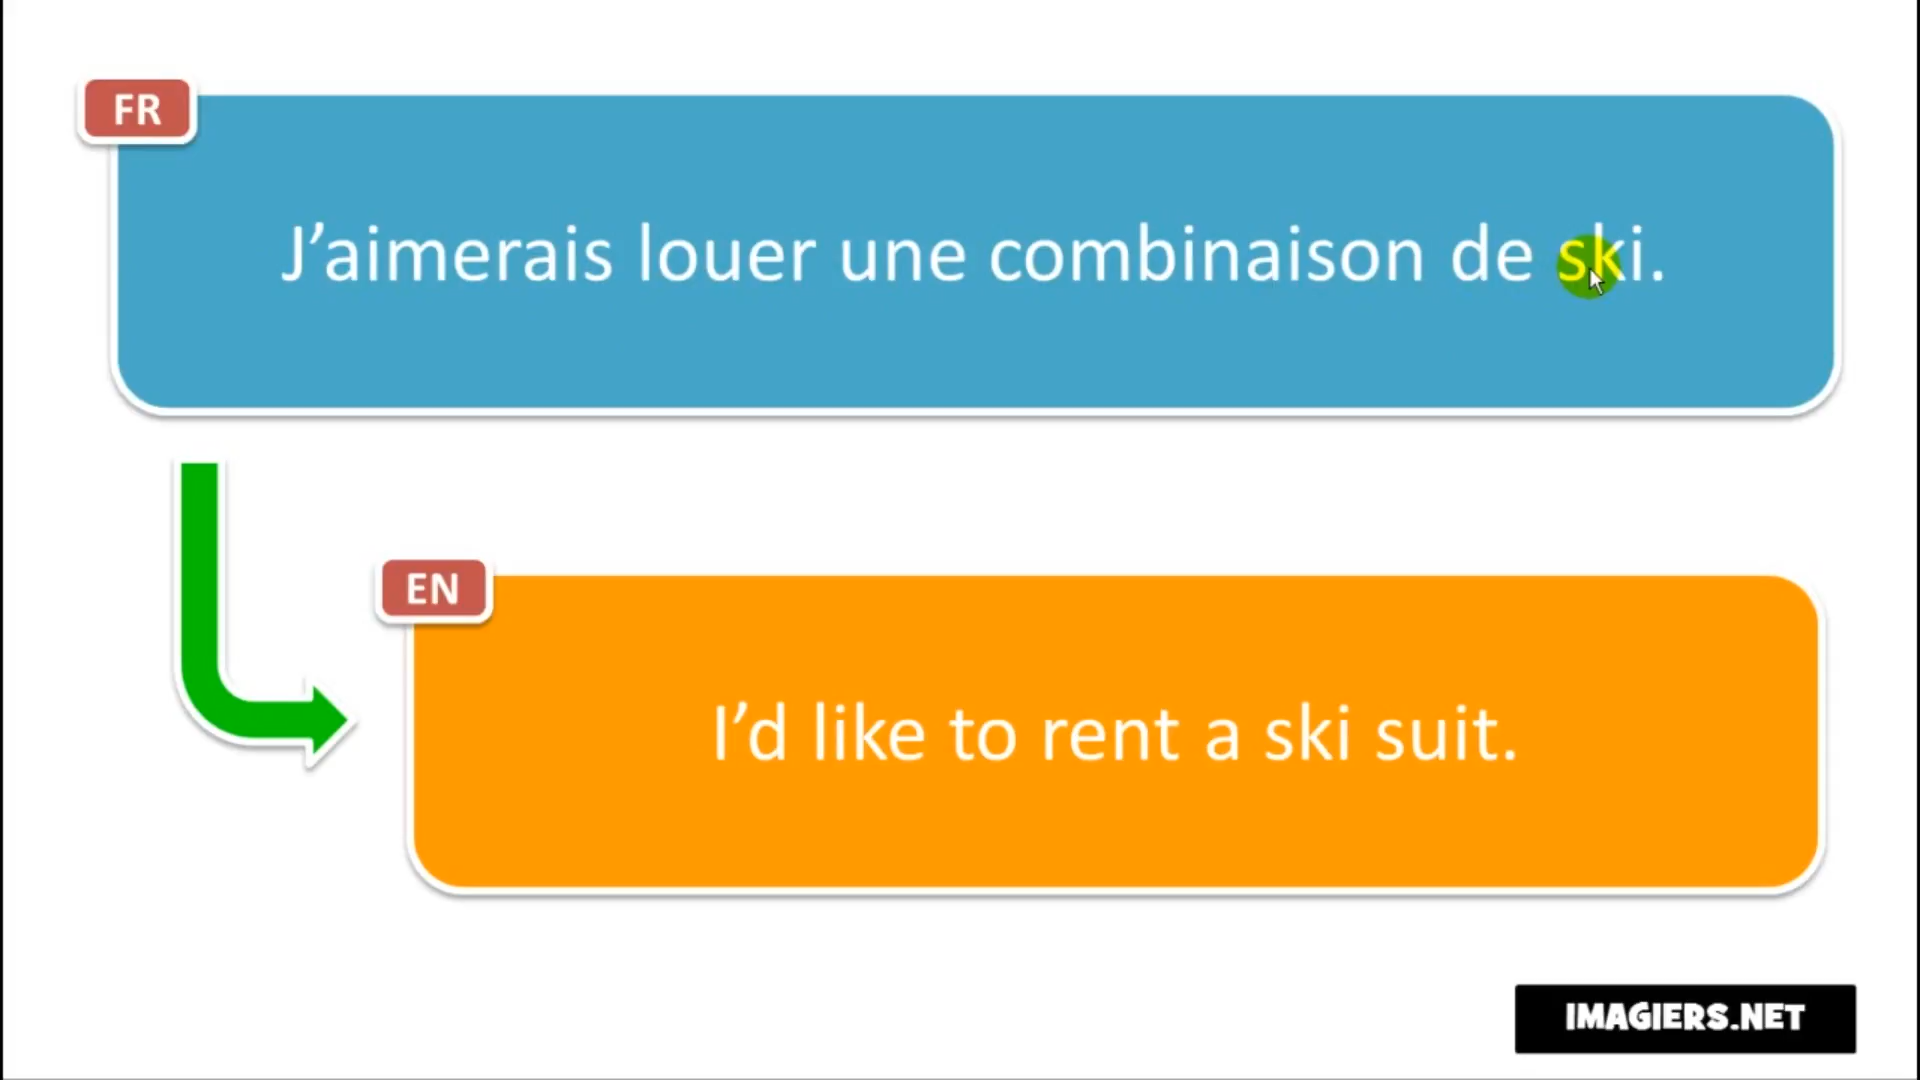 FR
J’aimerais louer une combinaison de ski.
EN
I’d like to rent a ski suit.
IMAGIERS.NET